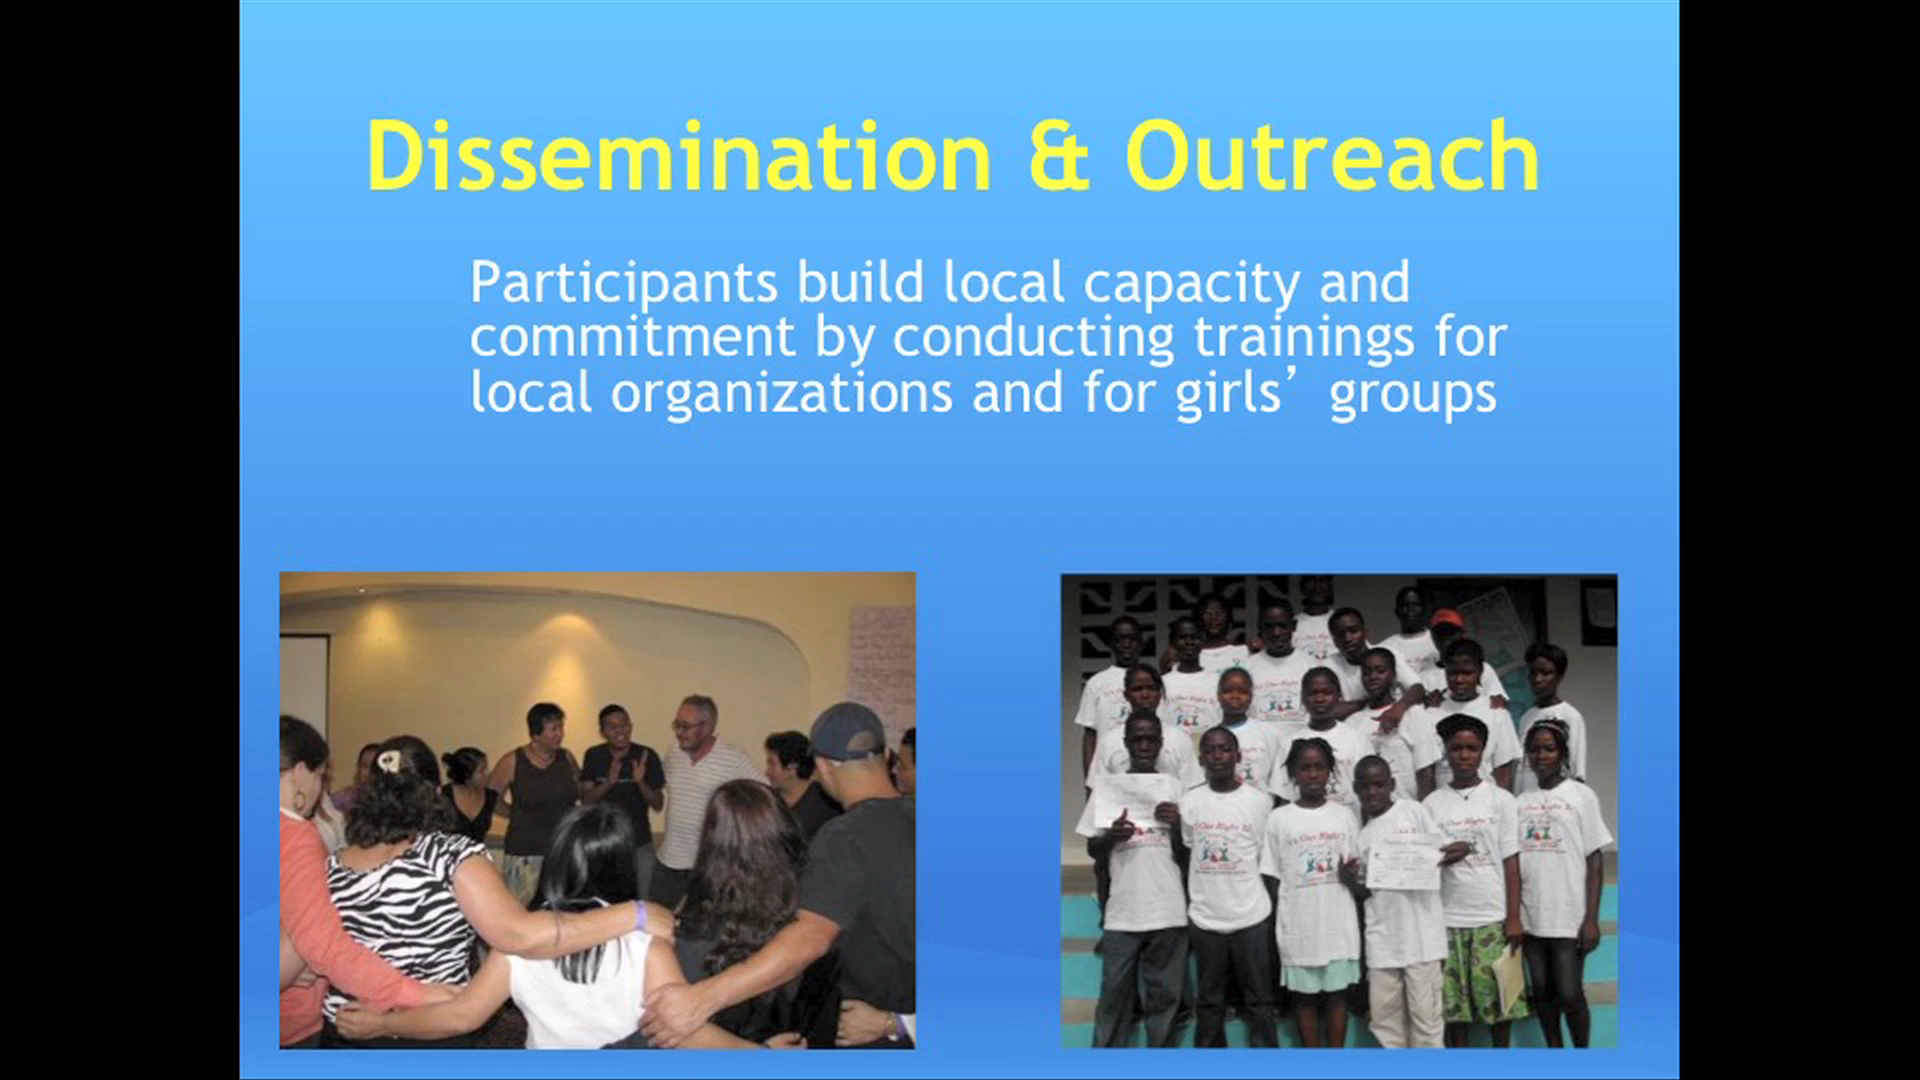 Dissemination & Outreach
Participants build local capacity and
commitment by conducting trainings for
local organizations and for girls’ groups